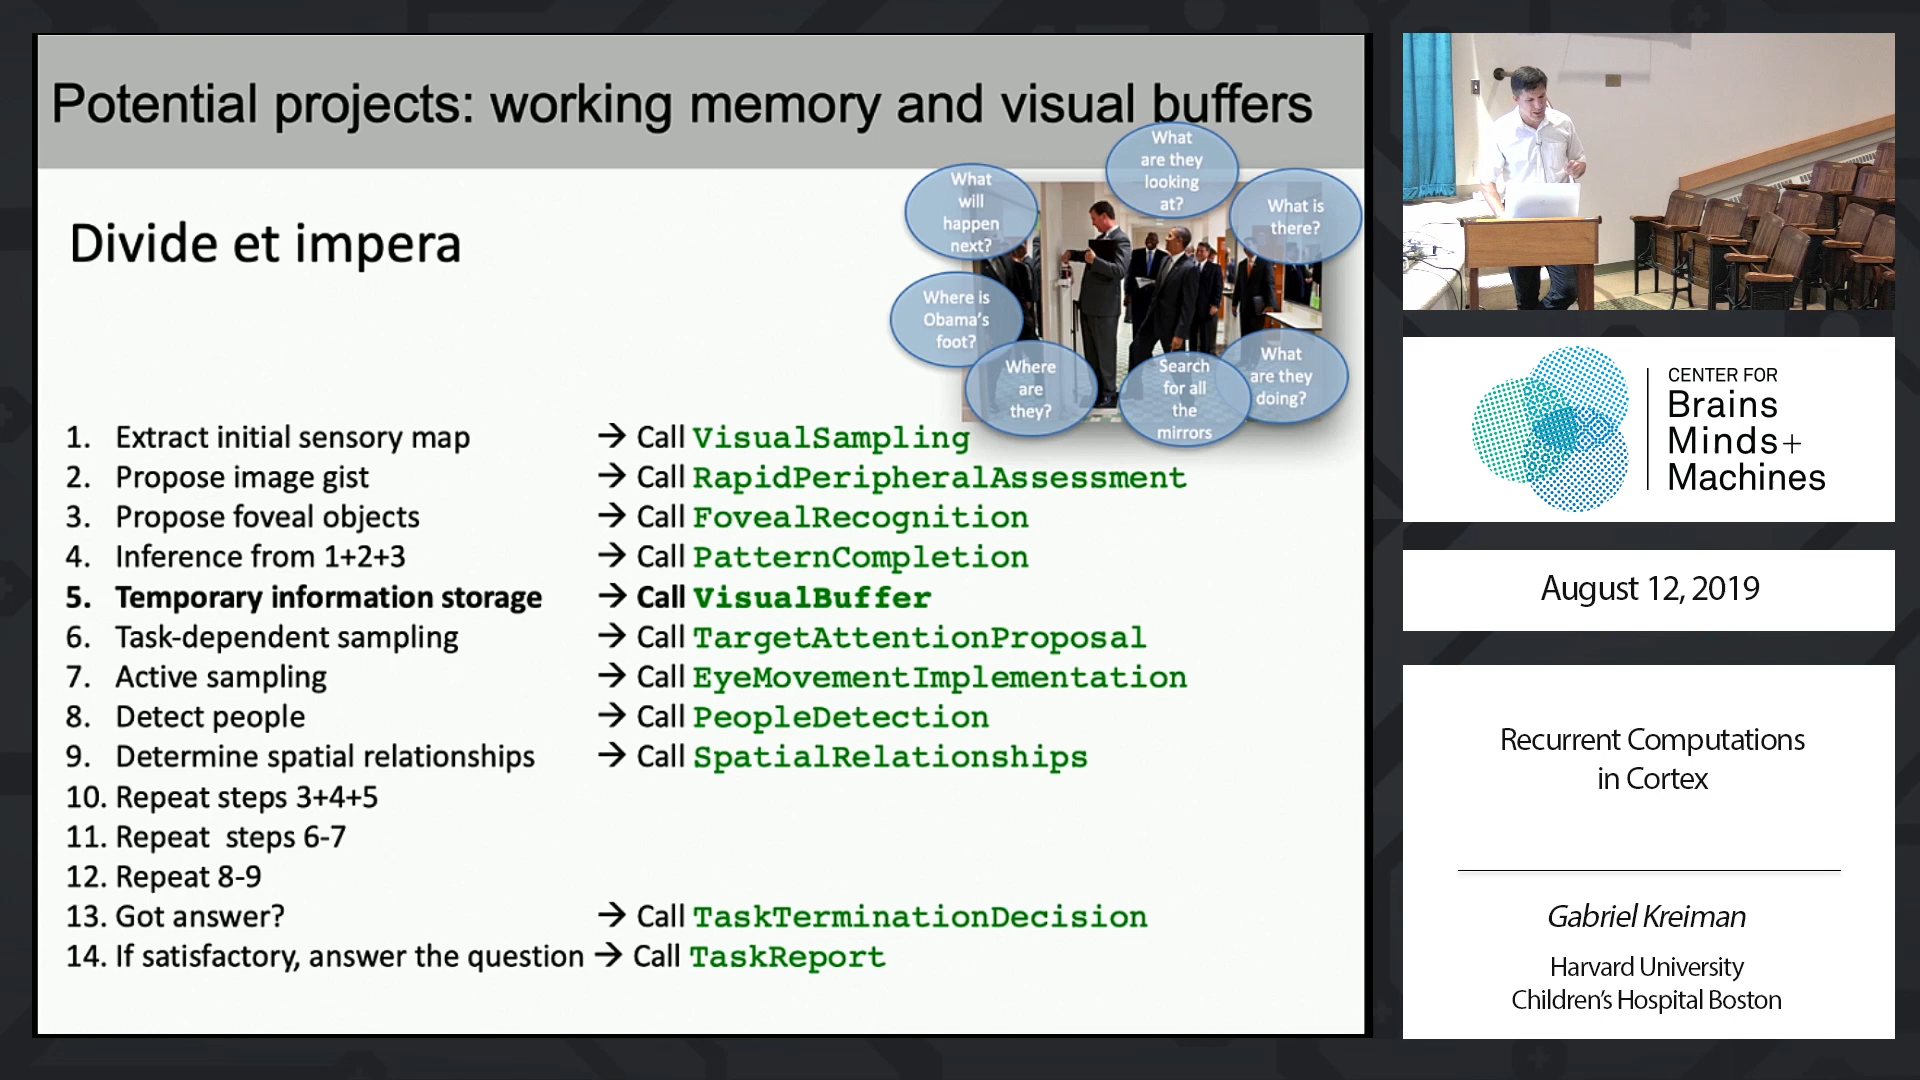 Potential projects: working memory and visual buffers
Divide et impera
What
will
happen
next?
What
are they
looking
at?
What is
there?
Where is
Obama's
foot?
Where
are
they?
Search
for all
the
mirrors
What
are they
doing?
1. Extract initial sensory map → Call VisualSampling
2. Propose image gist → Call RapidPeripheralAssessment
3. Propose foveal objects → Call FovealRecognition
4. Inference from 1+2+3 → Call PatternCompletion
5. Temporary information storage → Call VisualBuffer
6. Task-dependent sampling → Call TargetAttentionProposal
7. Active sampling → Call EyeMovementImplementation
8. Detect people → Call PeopleDetection
9. Determine spatial relationships → Call SpatialRelationships
10. Repeat steps 3+4+5
11. Repeat steps 6-7
12. Repeat 8-9
13. Got answer? → Call TaskTerminationDecision
14. If satisfactory, answer the question → Call TaskReport
CENTER FOR
Brains
Minds+
Machines
August 12, 2019
Recurrent Computations
in Cortex
Gabriel Kreiman
Harvard University
Children's Hospital Boston